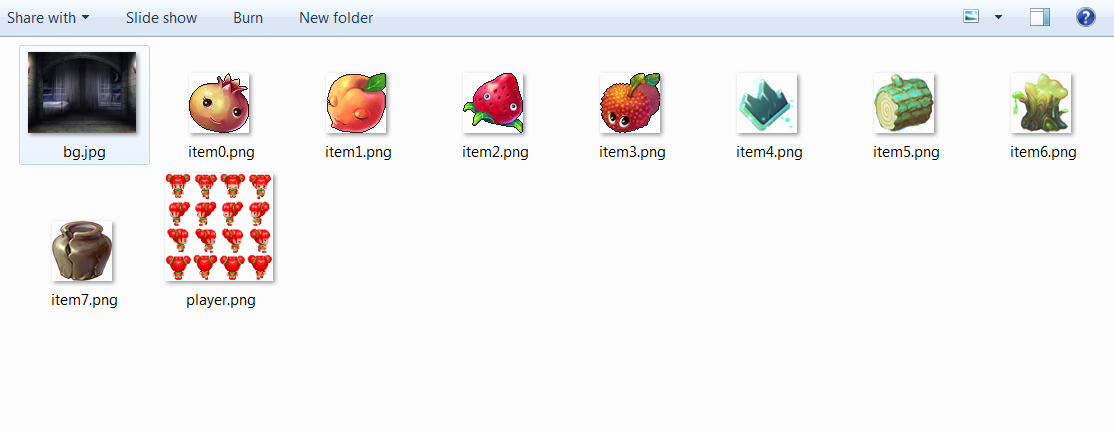 Share with Slide show Burn New folder
bg.jpg item0.png item1.png item2.png item3.png item4.png item5.png item6.png
item7.png player.png